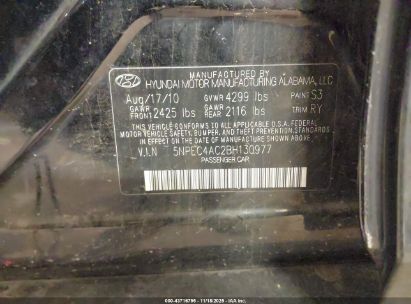 MANUFACTURED BY
HYUNDAI MOTOR MANUFACTURING ALABAMA, LLC
Aug/17/10 GVWR 4299 lbs PAINT S3
GAWR FRONT 2425 lbs GAWR REAR 2116 lbs TRIM RY
THIS VEHICLE CONFORMS TO ALL APPLICABLE U.S.A. FEDERAL
MOTOR VEHICLE SAFETY, BUMPER, AND THEFT PREVENTION STANDARDS
IN EFFECT ON THE DATE OF MANUFACTURE SHOWN ABOVE.
V.I.N 5NPEC4AC2BH130977
PASSENGER CAR